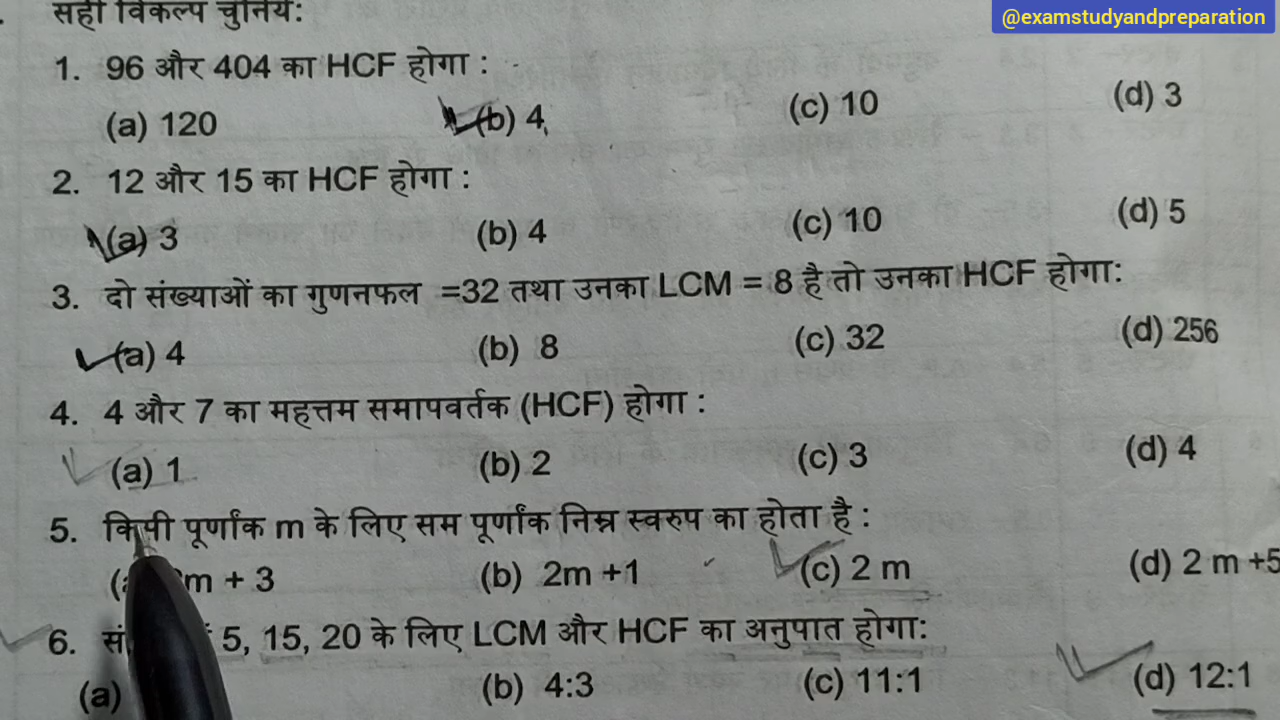 @examstudyandpreparation
सही विकल्प चुनिये:
1. 96 और 404 का HCF होगा :
(a) 120 (b) 4 (c) 10 (d) 3
2. 12 और 15 का HCF होगा :
(a) 3 (b) 4 (c) 10 (d) 5
3. दो संख्याओं का गुणनफल =32 तथा उनका LCM = 8 है तो उनका HCF होगा:
(a) 4 (b) 8 (c) 32 (d) 256
4. 4 और 7 का महत्तम समापवर्तक (HCF) होगा :
(a) 1 (b) 2 (c) 3 (d) 4
5. किसी पूर्णांक m के लिए सम पूर्णांक निम्न स्वरुप का होता है :
m + 3 (b) 2m +1 (c) 2 m (d) 2 m +5
6. 5, 15, 20 के लिए LCM और HCF का अनुपात होगा:
(a) (b) 4:3 (c) 11:1 (d) 12:1